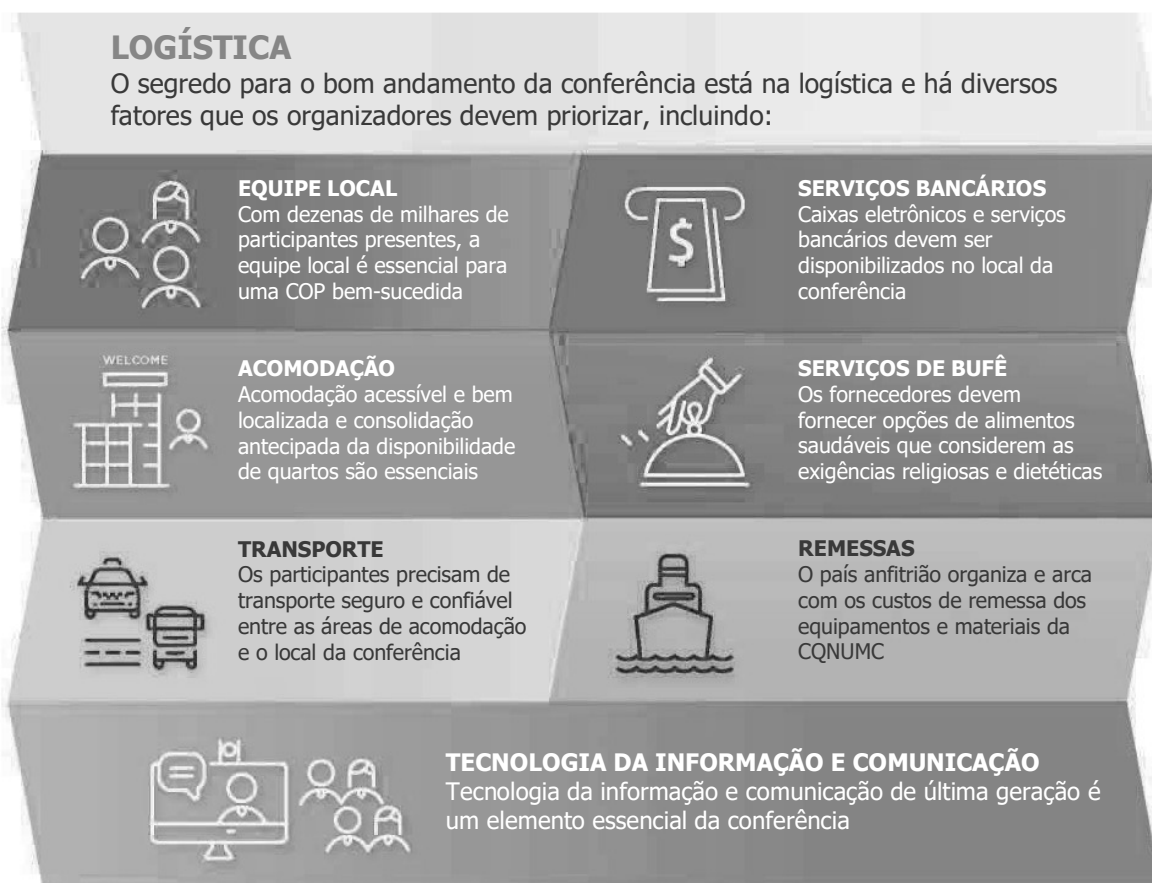 LOGÍSTICA
O segredo para o bom andamento da conferência está na logística e há diversos
fatores que os organizadores devem priorizar, incluindo:
EQUIPE LOCAL
Com dezenas de milhares de
participantes presentes, a
equipe local é essencial para
uma COP bem-sucedida
SERVIÇOS BANCÁRIOS
Caixas eletrônicos e serviços
bancários devem ser
disponibilizados no local da
conferência
WELCOME
ACOMODAÇÃO
Acomodação acessível e bem
localizada e consolidação
antecipada da disponibilidade
de quartos são essenciais
SERVIÇOS DE BUFÊ
Os fornecedores devem
fornecer opções de alimentos
saudáveis que considerem as
exigências religiosas e dietéticas
TRANSPORTE
Os participantes precisam de
transporte seguro e confiável
entre as áreas de acomodação
e o local da conferência
REMESSAS
O país anfitrião organiza e arca
com os custos de remessa dos
equipamentos e materiais da
CQNUMC
TECNOLOGIA DA INFORMAÇÃO E COMUNICAÇÃO
Tecnologia da informação e comunicação de última geração é
um elemento essencial da conferência